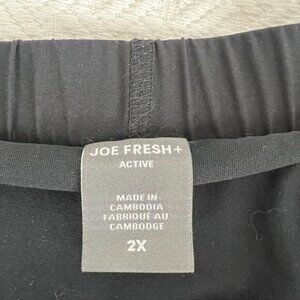 JOE FRESH+
ACTIVE
MADE IN
CAMBODIA
FABRIQUÉ AU
CAMBODGE
2X